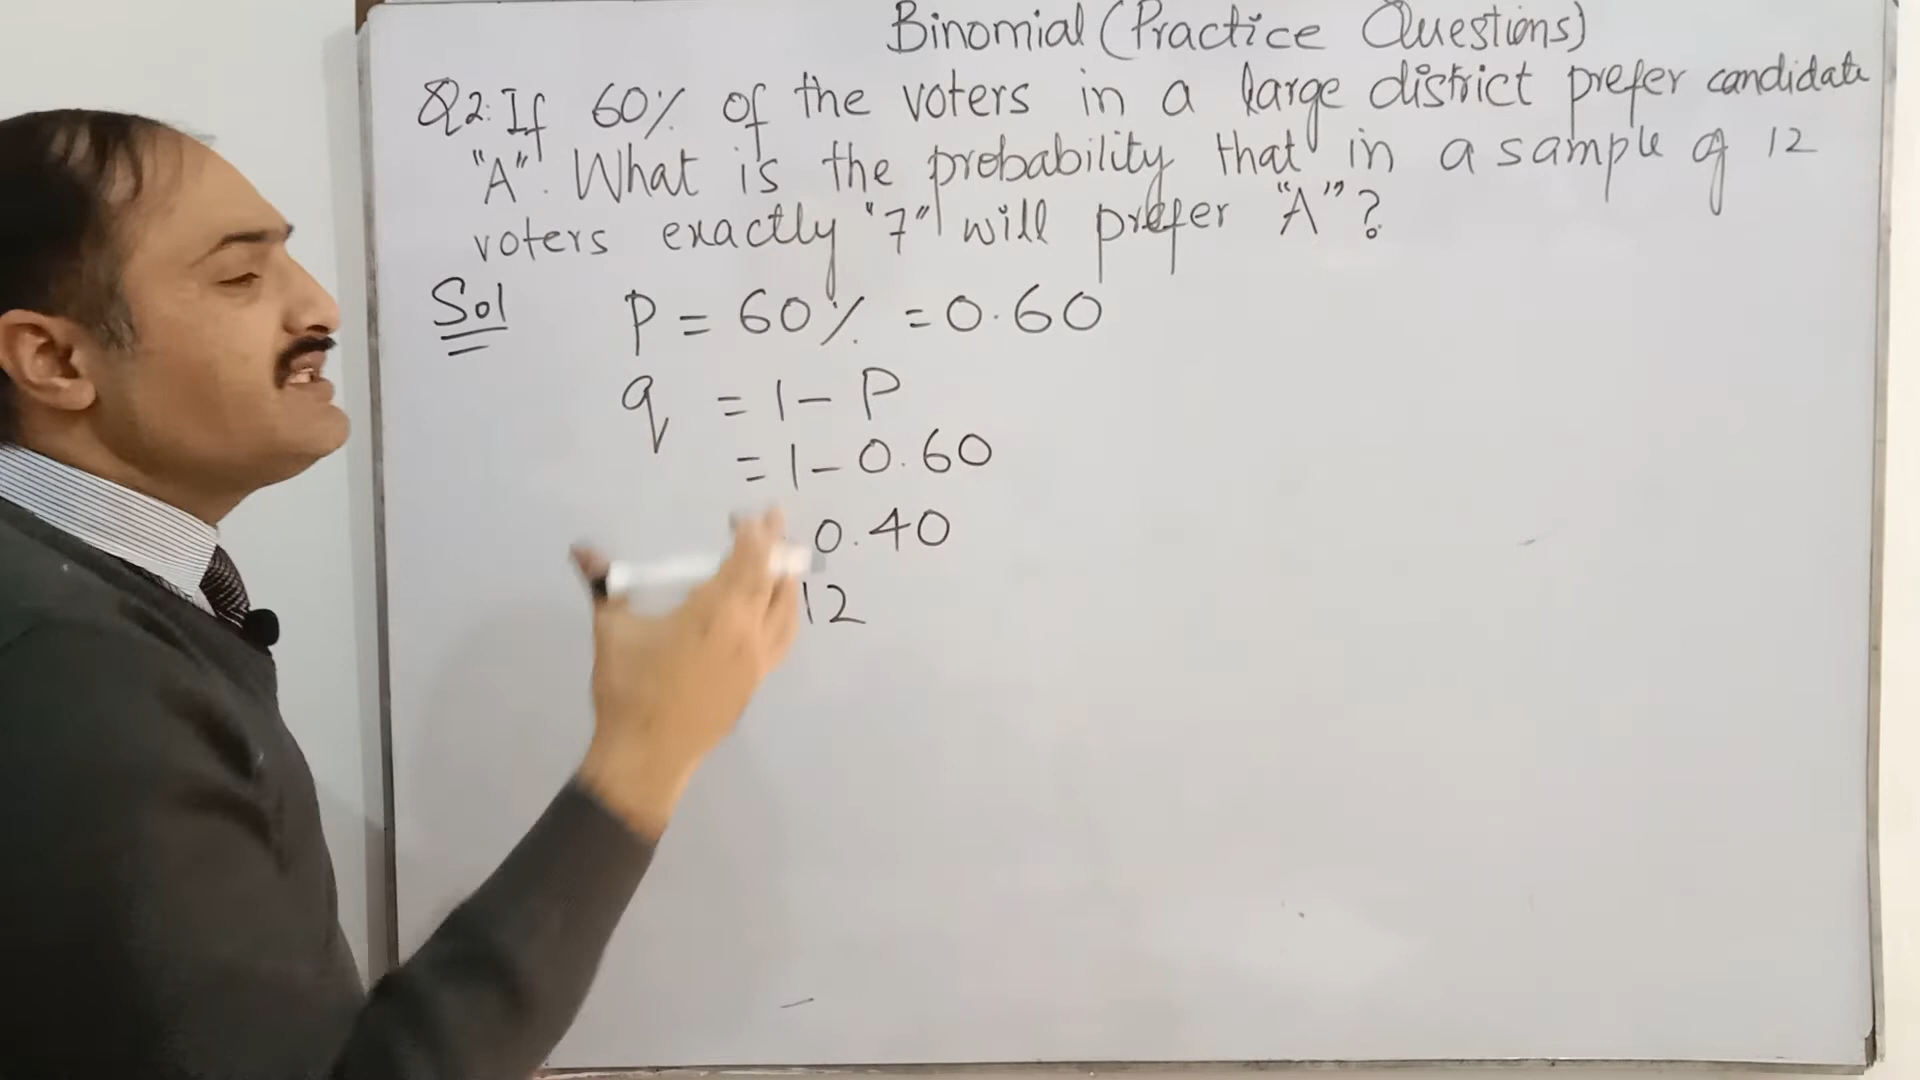 Binomial (Practice Questions)
Q2: If 60% of the voters in a large district prefer candidate
"A". What is the probability that in a sample of 12
voters exactly "7" will prefer "A"?
Sol P = 60% = 0.60
q = 1 - P
= 1 - 0.60
0.40
12